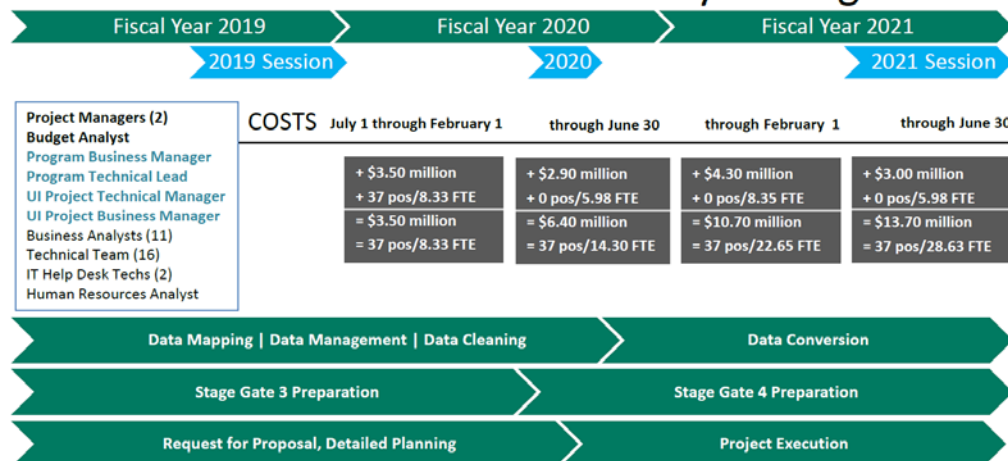 Fiscal Year 2019
Fiscal Year 2020
Fiscal Year 2021
2019 Session
2020
2021 Session
Project Managers (2)
Budget Analyst
Program Business Manager
Program Technical Lead
UI Project Technical Manager
UI Project Business Manager
Business Analysts (11)
Technical Team (16)
IT Help Desk Techs (2)
Human Resources Analyst
COSTS
July 1 through February 1
through June 30
through February 1
through June 30
+ $3.50 million
+ 37 pos/8.33 FTE
= $3.50 million
= 37 pos/8.33 FTE
+ $2.90 million
+ 0 pos/5.98 FTE
= $6.40 million
= 37 pos/14.30 FTE
+ $4.30 million
+ 0 pos/8.35 FTE
= $10.70 million
= 37 pos/22.65 FTE
+ $3.00 million
+ 0 pos/5.98 FTE
= $13.70 million
= 37 pos/28.63 FTE
Data Mapping | Data Management | Data Cleaning
Data Conversion
Stage Gate 3 Preparation
Stage Gate 4 Preparation
Request for Proposal, Detailed Planning
Project Execution